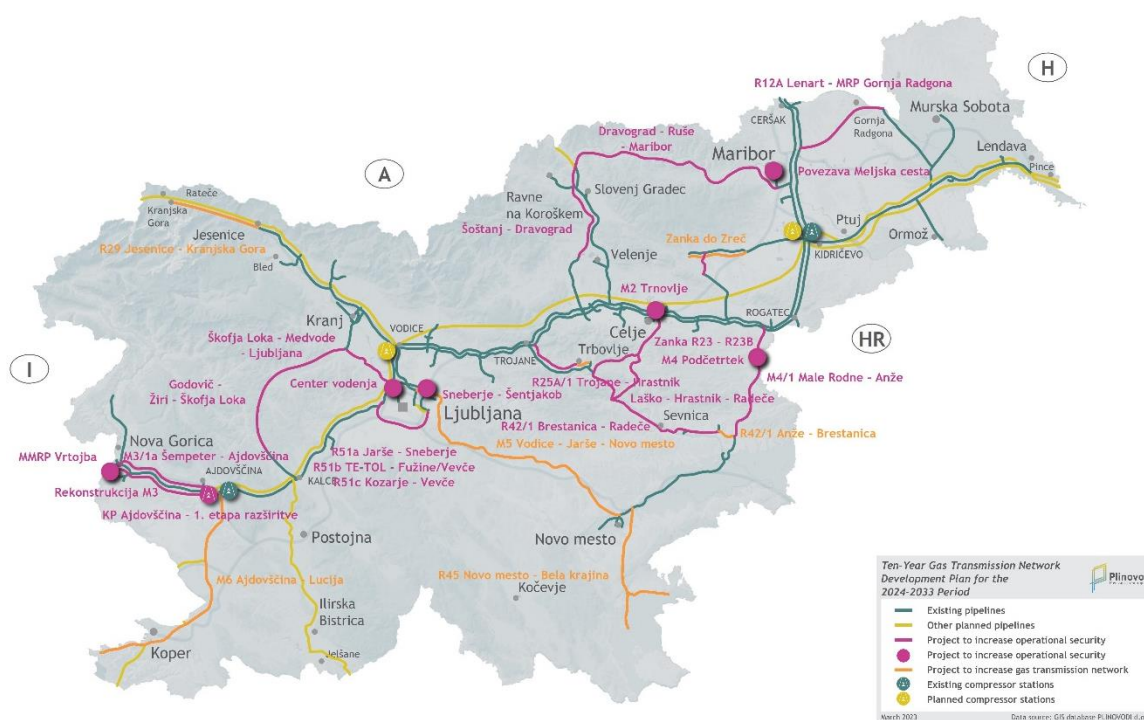 H
R12A Lenart - MRP Gornja Radgona
Murska Sobota
CERŠAK
Gornja
Radgona
Dravograd - Ruše
- Maribor
Maribor
Lendava
Pince
Povezava Meljska cesta
A
Ravne
na Koroškem
Slovenj Gradec
Rateče
Kranjska
Gora
Ptuj
Šoštanj - Dravograd
Jesenice
Ormož
R29 Jesenice - Kranjska Gora
Zanka do Zreč
KIDRIČEVO
Bled
Velenje
M2 Trnovlje
Kranj
VODICE
ROGATEC
Celje
HR
Škofja Loka - Medvode
- Ljubljana
TROJANE
Trbovlje
Zanka R23 - R23B
M4 Podčetrtek
I
M4/1 Male Rodne - Anže
Center vodenja
Sneberje - Šentjakob
R25A/1 Trojane - Hrastnik
Godovič -
Žiri - Škofja Loka
Laško - Hrastnik - Radeče
Ljubljana
Sevnica
R42/1 Brestanica - Radeče
R42/1 Anže - Brestanica
Nova Gorica
M5 Vodice - Jarše - Novo mesto
MMRP Vrtojba
M3/1a Šempeter - Ajdovščina
R51a Jarše - Sneberje
R51b TE-TOL - Fužine/Vevče
R51c Kozarje - Vevče
AJDOVŠČINA
KALCE
Rekonstrukcija M3
KP Ajdovščina - 1. etapa razširitve
Postojna
Novo mesto
M6 Ajdovščina - Lucija
R45 Novo mesto - Bela krajina
Kočevje
Ilirska
Bistrica
Koper
Jelšane
Ten-Year Gas Transmission Network
Development Plan for the
2024-2033 Period
Existing pipelines
Other planned pipelines
Project to increase operational security
Project to increase operational security
Project to increase gas transmission network
Existing compressor stations
Planned compressor stations
March 2023
Data source: GIS database PLINOVODI